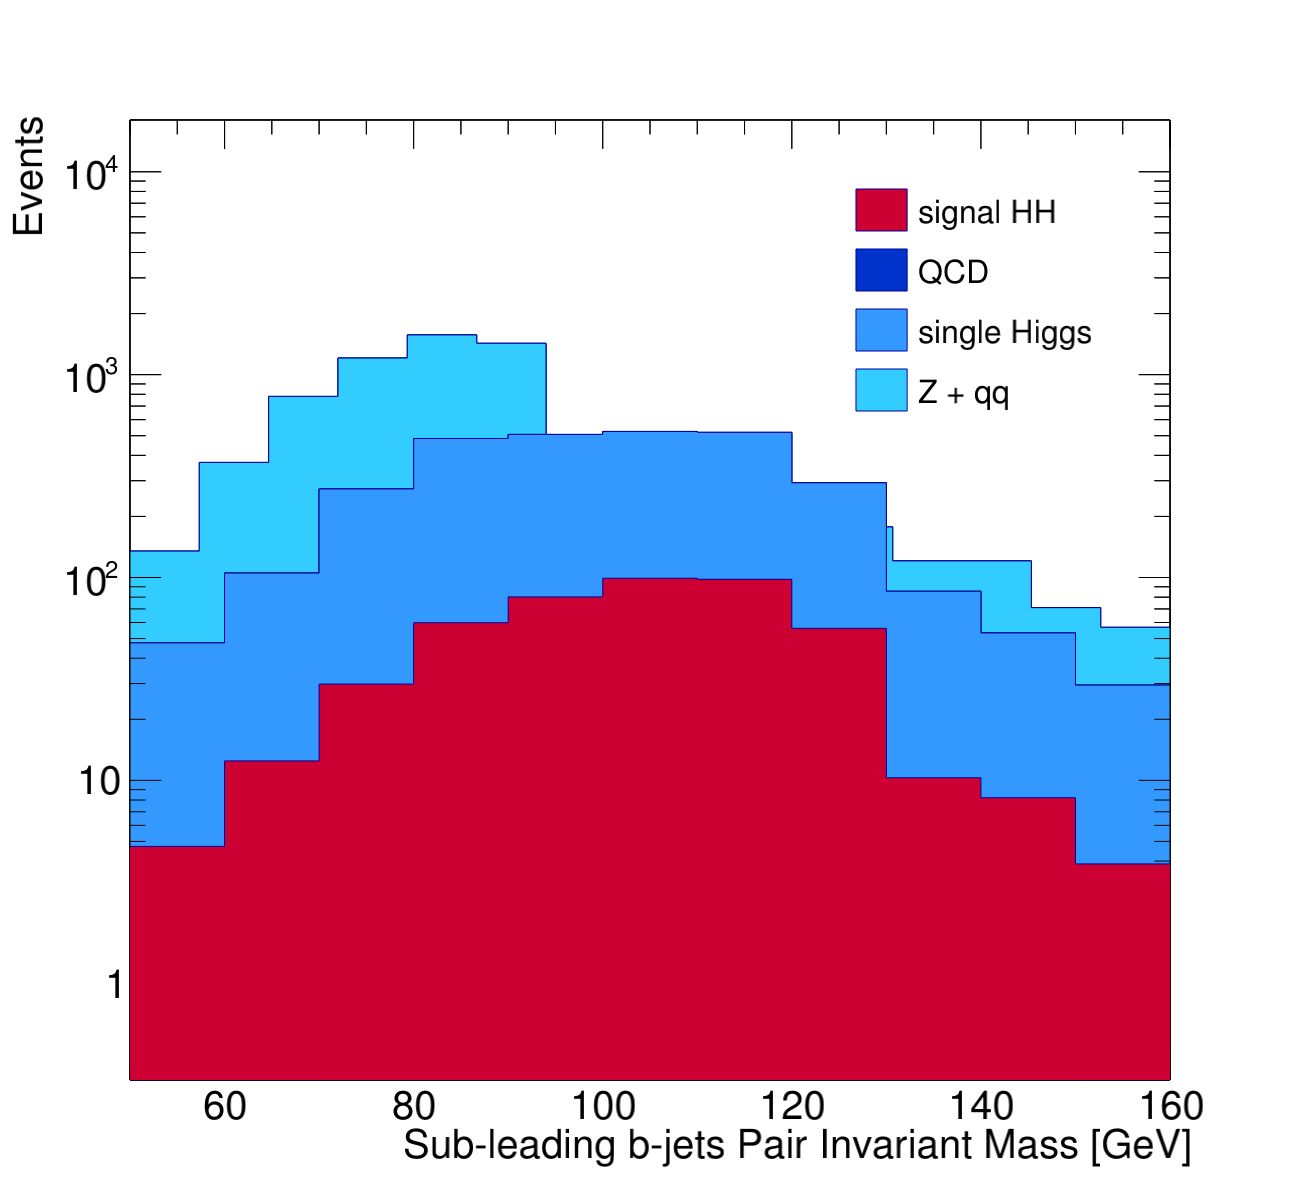 Events
10^4
10^3
10^2
10
1
signal HH
QCD
single Higgs
Z + qq
60 80 100 120 140 160
Sub-leading b-jets Pair Invariant Mass [GeV]